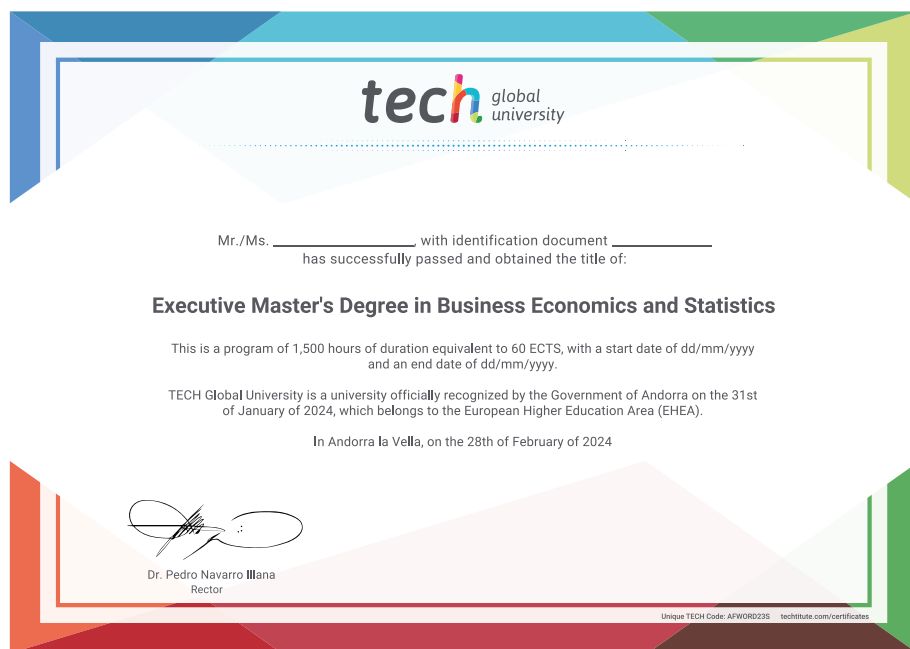 tech global university
Mr./Ms. ____________________, with identification document ______________
has successfully passed and obtained the title of:
Executive Master's Degree in Business Economics and Statistics
This is a program of 1,500 hours of duration equivalent to 60 ECTS, with a start date of dd/mm/yyyy
and an end date of dd/mm/yyyy.
TECH Global University is a university officially recognized by the Government of Andorra on the 31st
of January of 2024, which belongs to the European Higher Education Area (EHEA).
In Andorra la Vella, on the 28th of February of 2024
Dr. Pedro Navarro Illana
Rector
Unique TECH Code: AFWORD23S techtitute.com/certificates